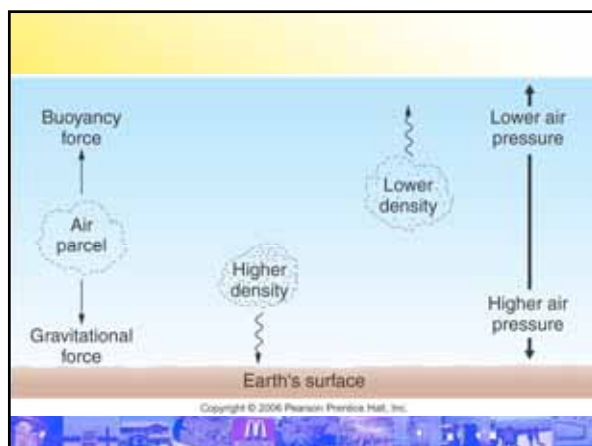 Buoyancy
force
Air
parcel
Gravitational
force
Higher
density
Lower
density
Lower air
pressure
Higher air
pressure
Earth's surface
Copyright © 2006 Pearson Prentice Hall, Inc.